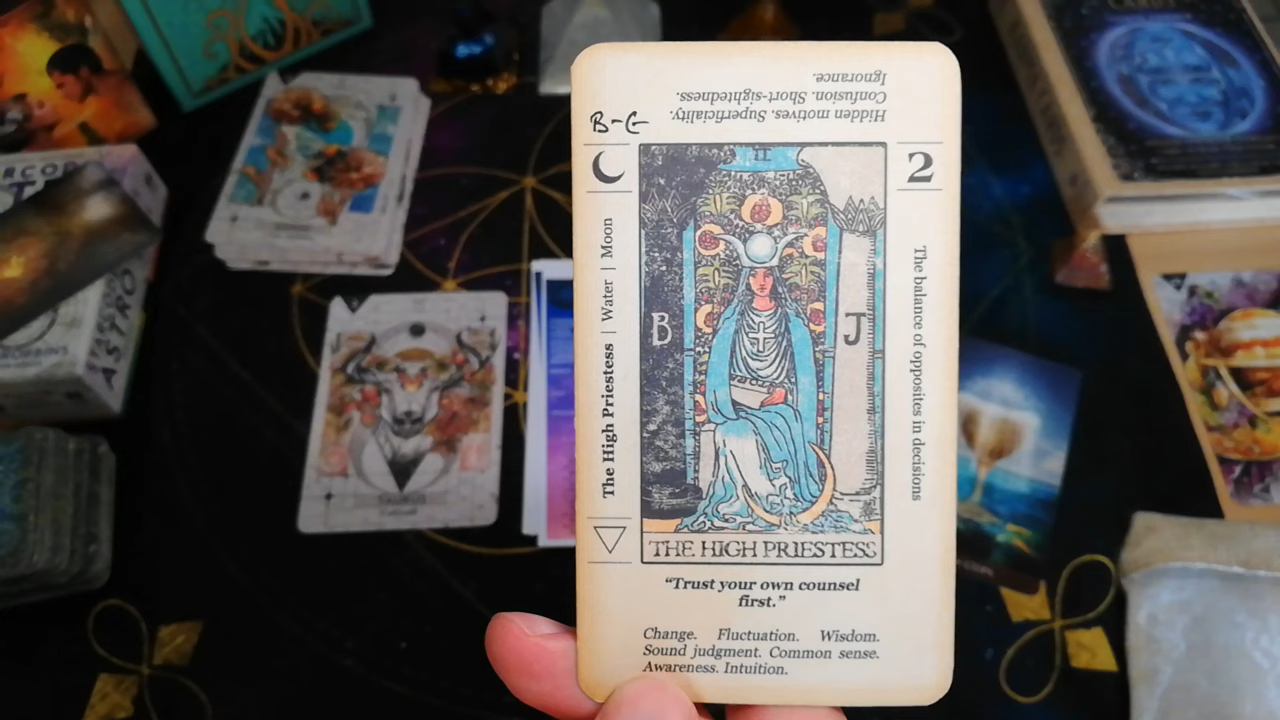 Hidden motives. Superficiality.
Confusion. Short-sightedness.
Ignorance.
B-G
2
The High Priestess | Water | Moon
The balance of opposites in decisions
II
B
J
THE HIGH PRIESTESS
“Trust your own counsel
first.”
Change. Fluctuation. Wisdom.
Sound judgment. Common sense.
Awareness. Intuition.
ASTRO